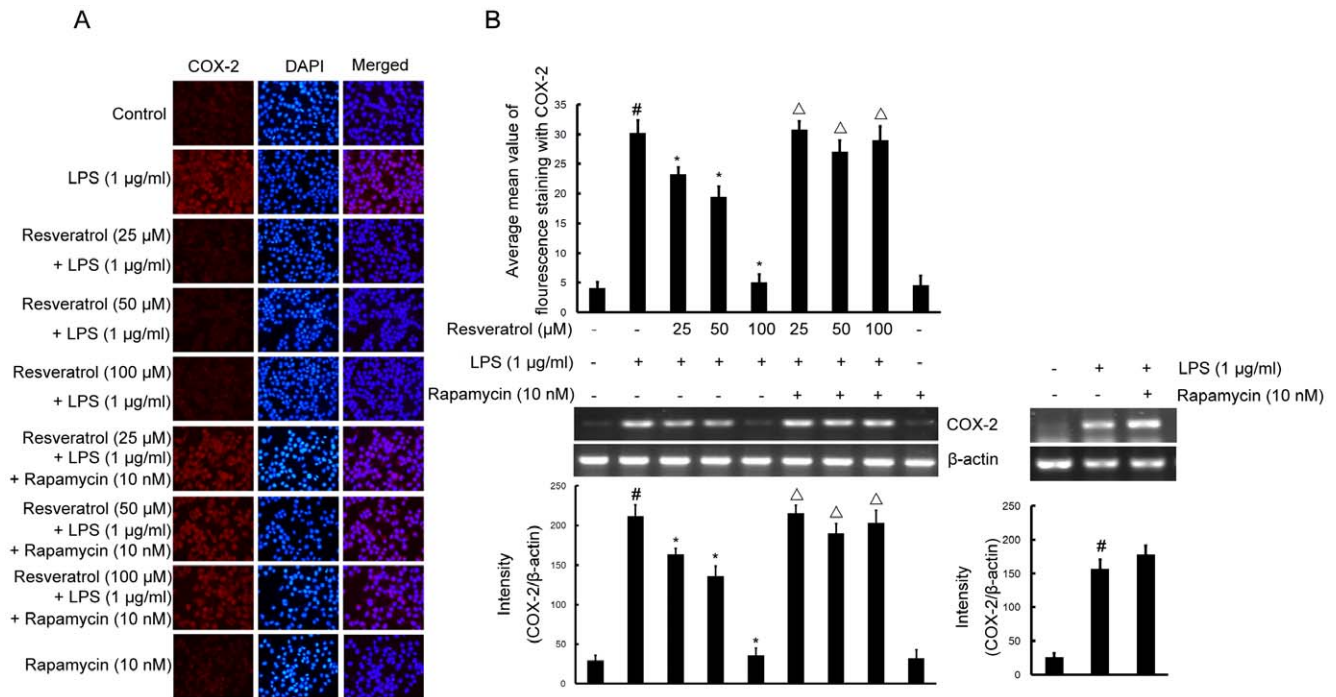 A
COX-2 DAPI Merged
Control
LPS (1 µg/ml)
Resveratrol (25 µM)
+ LPS (1 µg/ml)
Resveratrol (50 µM)
+ LPS (1 µg/ml)
Resveratrol (100 µM)
+ LPS (1 µg/ml)
Resveratrol (25 µM)
+ LPS (1 µg/ml)
+ Rapamycin (10 nM)
Resveratrol (50 µM)
+ LPS (1 µg/ml)
+ Rapamycin (10 nM)
Resveratrol (100 µM)
+ LPS (1 µg/ml)
+ Rapamycin (10 nM)
Rapamycin (10 nM)
B
Average mean value of
flourescence staining with COX-2
35
30
25
20
15
10
5
0
# * * * △ △ △
Resveratrol (µM) - - 25 50 100 25 50 100 -
LPS (1 µg/ml) - + + + + + + + -
Rapamycin (10 nM) - - - - - + + + +
COX-2
β-actin
Intensity
(COX-2/β-actin)
250
200
150
100
50
0
# * * * △ △ △
- + + LPS (1 µg/ml)
+ Rapamycin (10 nM)
Intensity
(COX-2/β-actin)
250
200
150
100
50
0
#